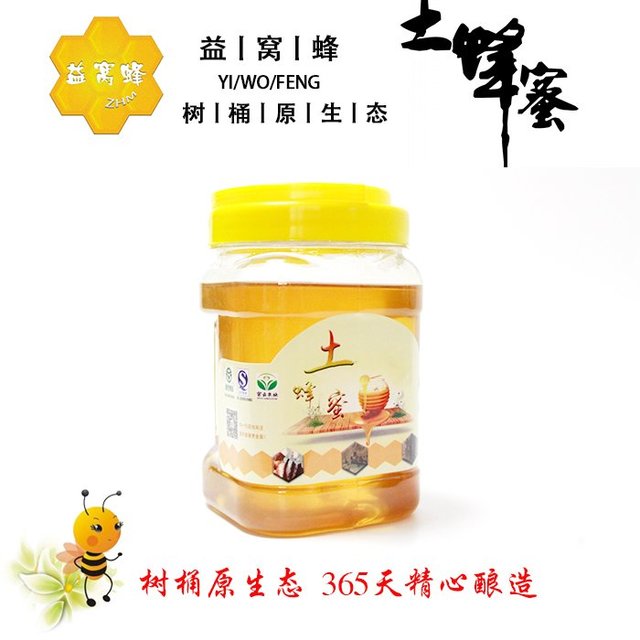 益窝蜂
ZHM
益|窝|蜂
YI/WO/FENG
树|桶|原|生|态
土蜂蜜
土
蜂
蜜
树桶原生态 365天精心酿造